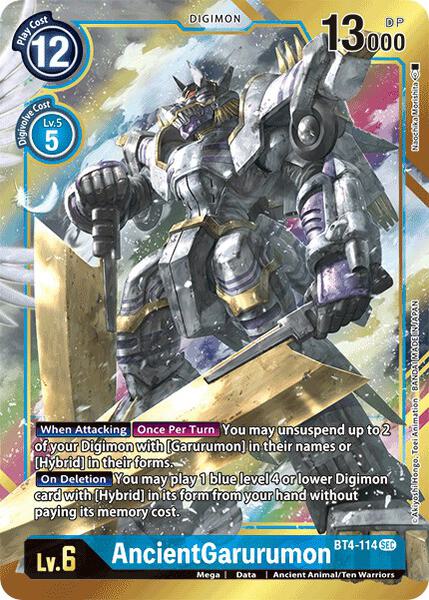 DIGIMON
Play Cost
12
13000 DP
Digivolve Cost
Lv.5
5
Naochika Morishita
When Attacking Once Per Turn You may unsuspend up to 2
of your Digimon with [Garurumon] in their names or
[Hybrid] in their forms.
On Deletion You may play 1 blue level 4 or lower Digimon
card with [Hybrid] in its form from your hand without
paying its memory cost.
©Akiyoshi Hongo, Toei Animation BANDAI MADE IN JAPAN
Lv.6
AncientGarurumon
BT4-114 SEC
Mega | Data | Ancient Animal/Ten Warriors